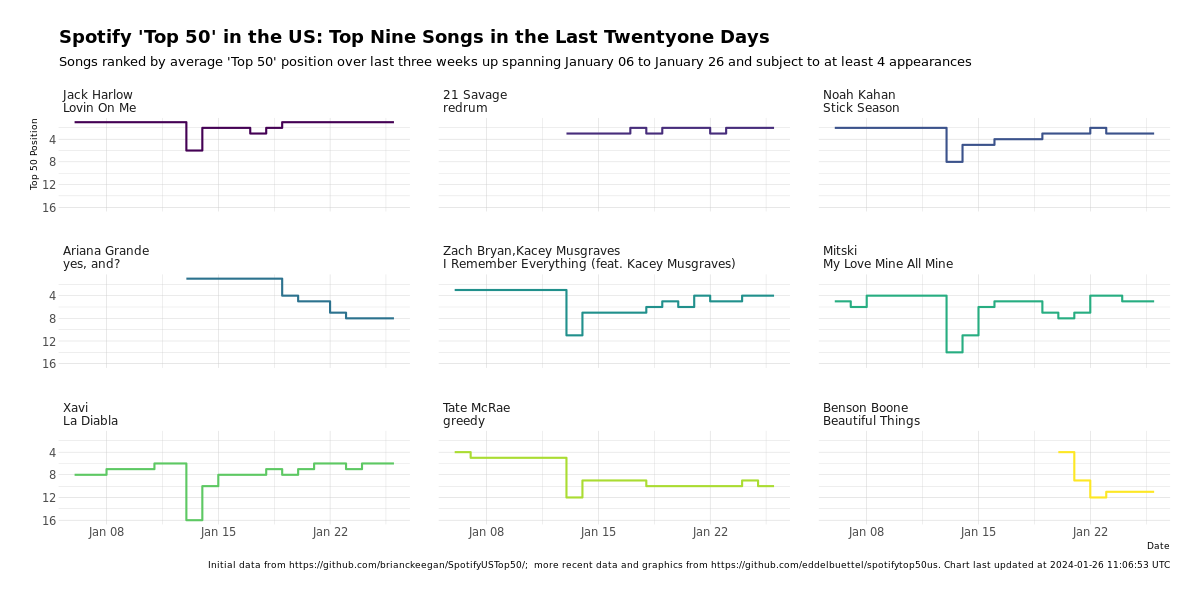 Spotify 'Top 50' in the US: Top Nine Songs in the Last Twentyone Days
Songs ranked by average 'Top 50' position over last three weeks up spanning January 06 to January 26 and subject to at least 4 appearances
Jack Harlow
Lovin On Me
21 Savage
redrum
Noah Kahan
Stick Season
Top 50 Position
4
8
12
16
Ariana Grande
yes, and?
Zach Bryan,Kacey Musgraves
I Remember Everything (feat. Kacey Musgraves)
Mitski
My Love Mine All Mine
4
8
12
16
Xavi
La Diabla
Tate McRae
greedy
Benson Boone
Beautiful Things
4
8
12
16
Jan 08 Jan 15 Jan 22
Jan 08 Jan 15 Jan 22
Jan 08 Jan 15 Jan 22
Date
Initial data from https://github.com/brianckeegan/SpotifyUSTop50/;  more recent data and graphics from https://github.com/eddelbuettel/spotifytop50us. Chart last updated at 2024-01-26 11:06:53 UTC